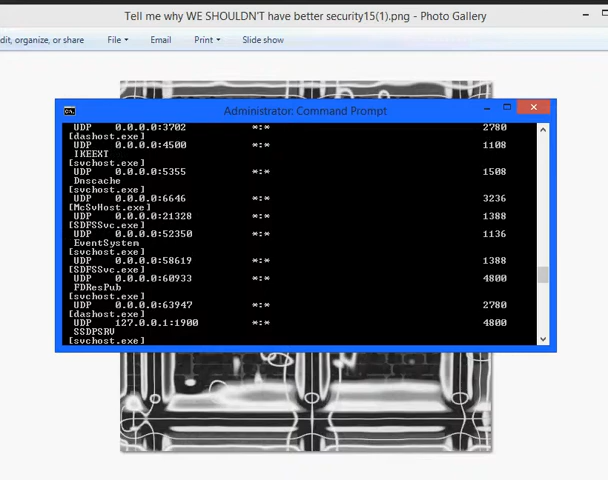 Tell me why WE SHOULDN'T have better security15(1).png - Photo Gallery
dit, organize, or share File Email Print Slide show
Administrator: Command Prompt
UDP 0.0.0.0:3702 *:* 2780
[dashost.exe]
UDP 0.0.0.0:4500 *:* 1108
IKEEXT
[svchost.exe]
UDP 0.0.0.0:5355 *:* 1508
Dnscache
[svchost.exe]
UDP 0.0.0.0:6646 *:* 3236
[McSvHost.exe]
UDP 0.0.0.0:21328 *:* 1388
[SDFSSvc.exe]
UDP 0.0.0.0:52350 *:* 1136
EventSystem
[svchost.exe]
UDP 0.0.0.0:58619 *:* 1388
[SDFSSvc.exe]
UDP 0.0.0.0:60933 *:* 4800
FDResPub
[svchost.exe]
UDP 0.0.0.0:63947 *:* 2780
[dashost.exe]
UDP 127.0.0.1:1900 *:* 4800
SSDPSRV
[svchost.exe]